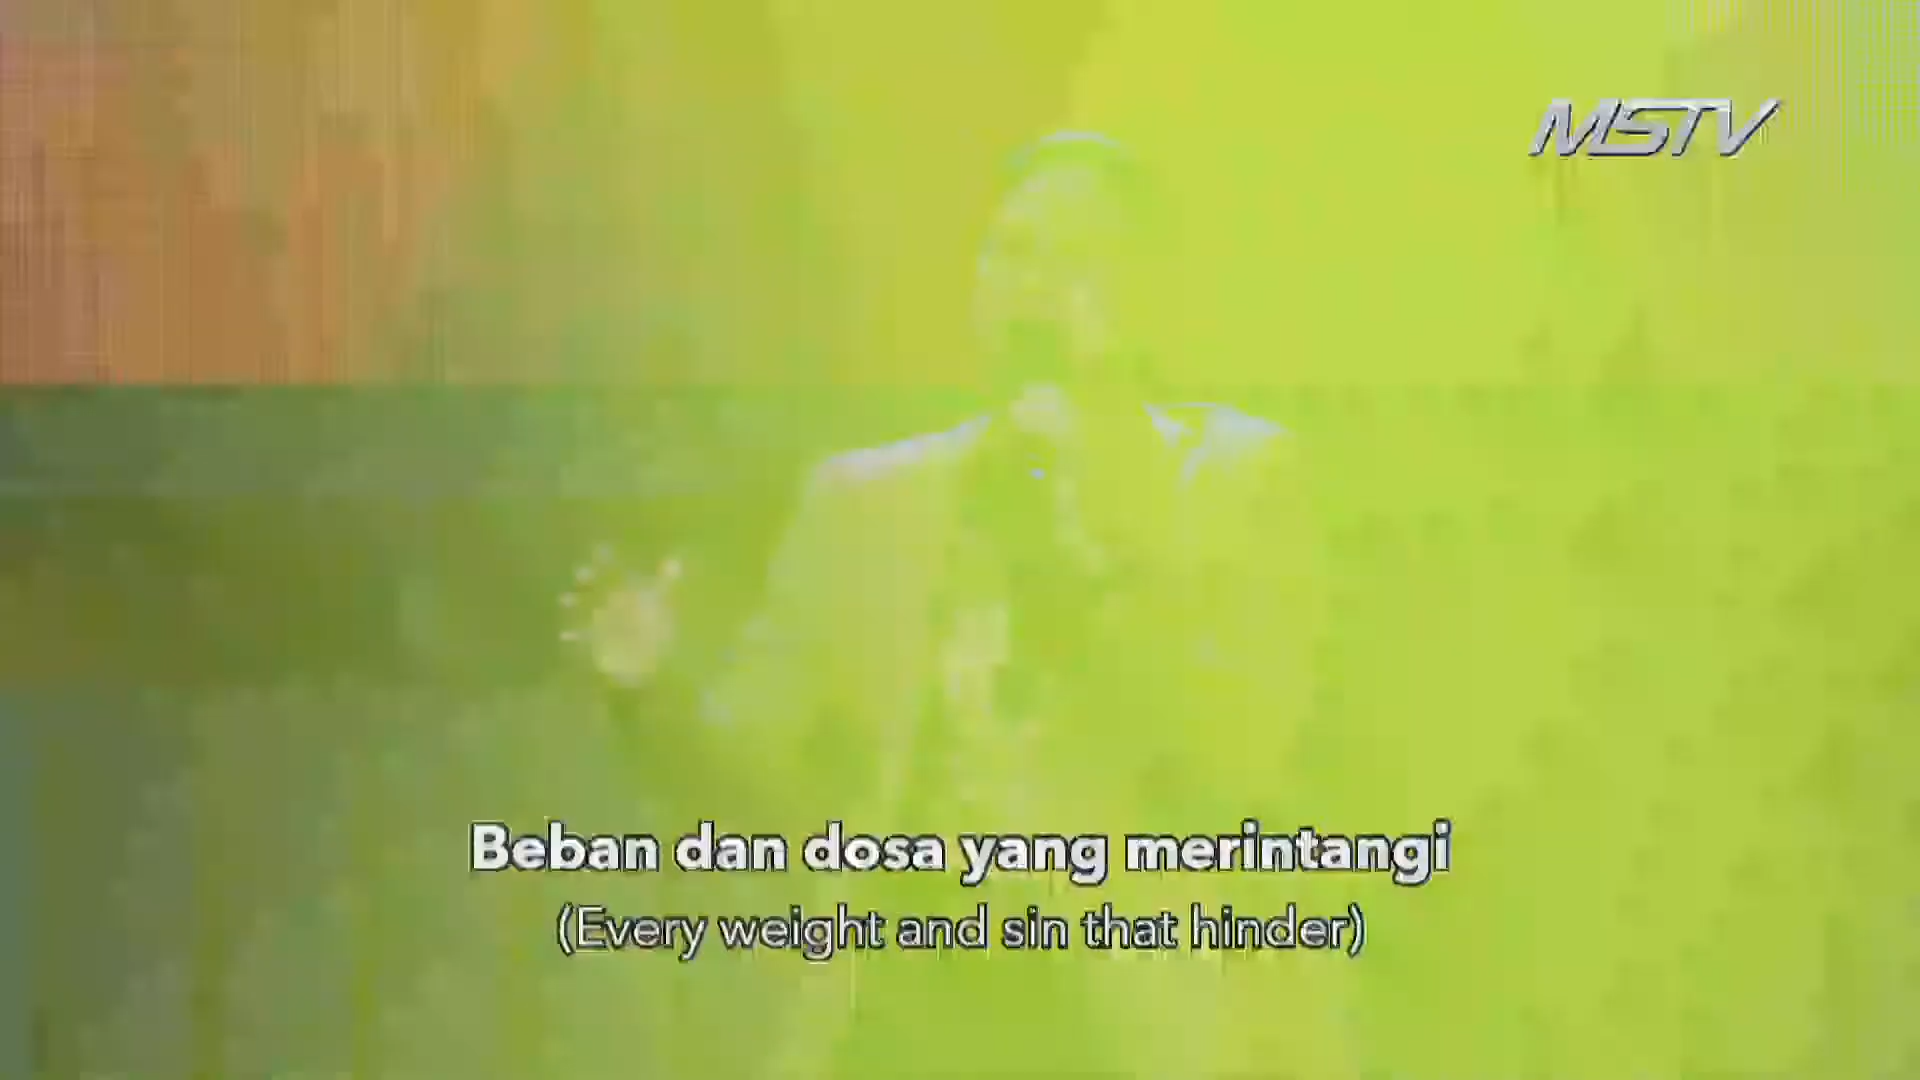 MSTV
Beban dan dosa yang merintangi
(Every weight and sin that hinder)